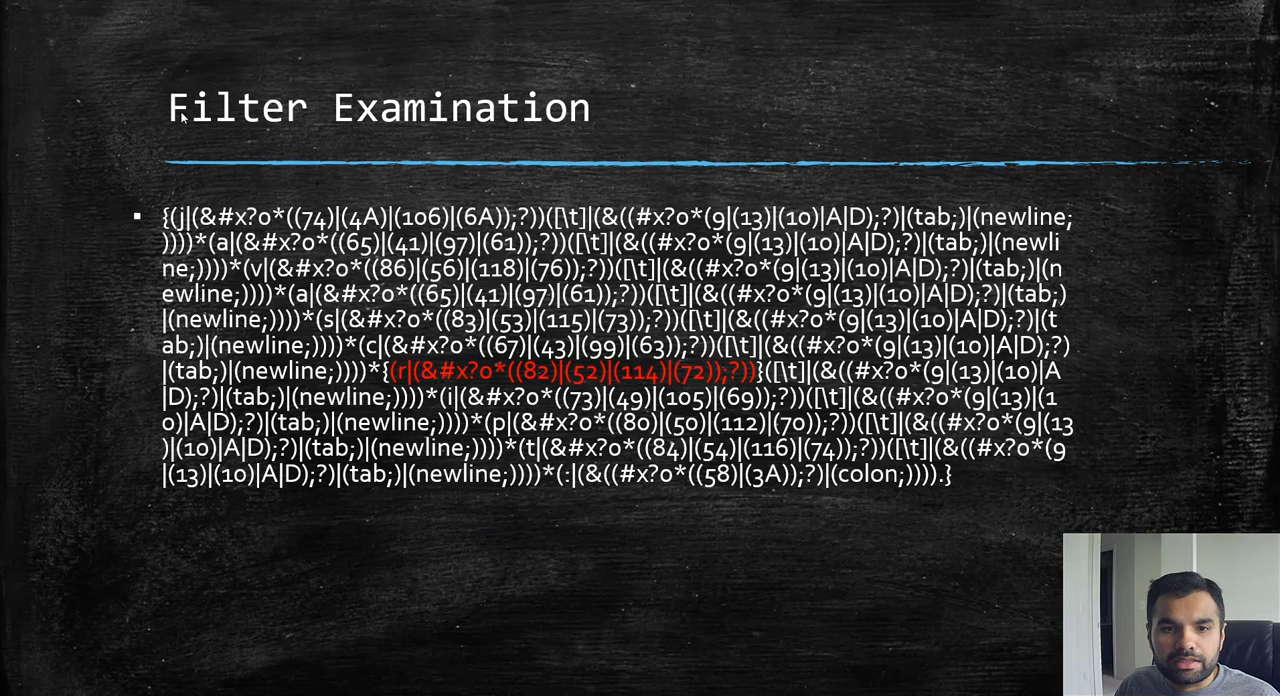 Filter Examination
▪ {(j|(&#x?0*((74)|(4A)|(106)|(6A));?))([\t]|(&((#x?0*(9|(13)|(10)|A|D);?)|(tab;)|(newline;
))))*(a|(&#x?0*((65)|(41)|(97)|(61));?))([\t]|(&((#x?0*(9|(13)|(10)|A|D);?)|(tab;)|(newli
ne;))))*(v|(&#x?0*((86)|(56)|(118)|(76));?))([\t]|(&((#x?0*(9|(13)|(10)|A|D);?)|(tab;)|(n
ewline;))))*(a|(&#x?0*((65)|(41)|(97)|(61));?))([\t]|(&((#x?0*(9|(13)|(10)|A|D);?)|(tab;)
|(newline;))))*(s|(&#x?0*((83)|(53)|(115)|(73));?))([\t]|(&((#x?0*(9|(13)|(10)|A|D);?)|(t
ab;)|(newline;))))*(c|(&#x?0*((67)|(43)|(99)|(63));?))([\t]|(&((#x?0*(9|(13)|(10)|A|D);?)
|(tab;)|(newline;))))*{(r|(&#x?0*((82)|(52)|(114)|(72));?))}([\t]|(&((#x?0*(9|(13)|(10)|A
|D);?)|(tab;)|(newline;))))*(i|(&#x?0*((73)|(49)|(105)|(69));?))([\t]|(&((#x?0*(9|(13)|(1
0)|A|D);?)|(tab;)|(newline;))))*(p|(&#x?0*((80)|(50)|(112)|(70));?))([\t]|(&((#x?0*(9|(13
)|(10)|A|D);?)|(tab;)|(newline;))))*(t|(&#x?0*((84)|(54)|(116)|(74));?))([\t]|(&((#x?0*(9
|(13)|(10)|A|D);?)|(tab;)|(newline;))))*(:|(&((#x?0*((58)|(3A));?)|(colon;)))).}